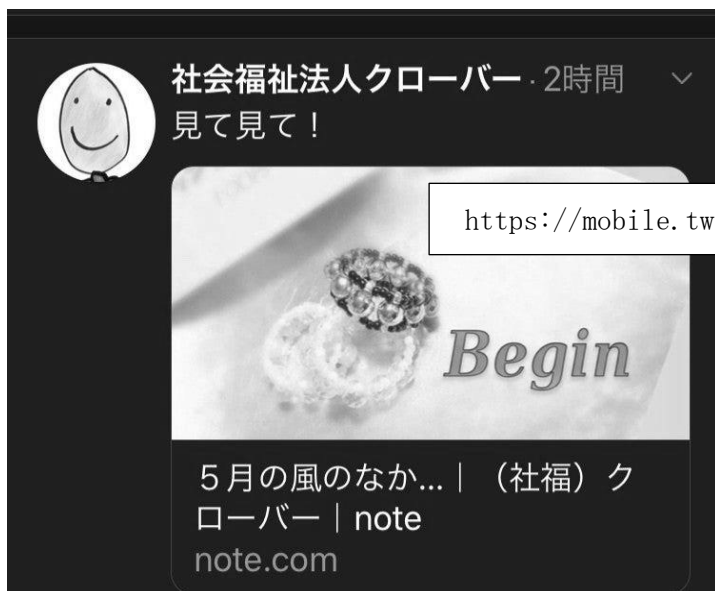 社会福祉法人クローバー · 2時間
見て見て！
https://mobile.tw
Begin
５月の風のなか...｜（社福）ク
ローバー｜note
note.com